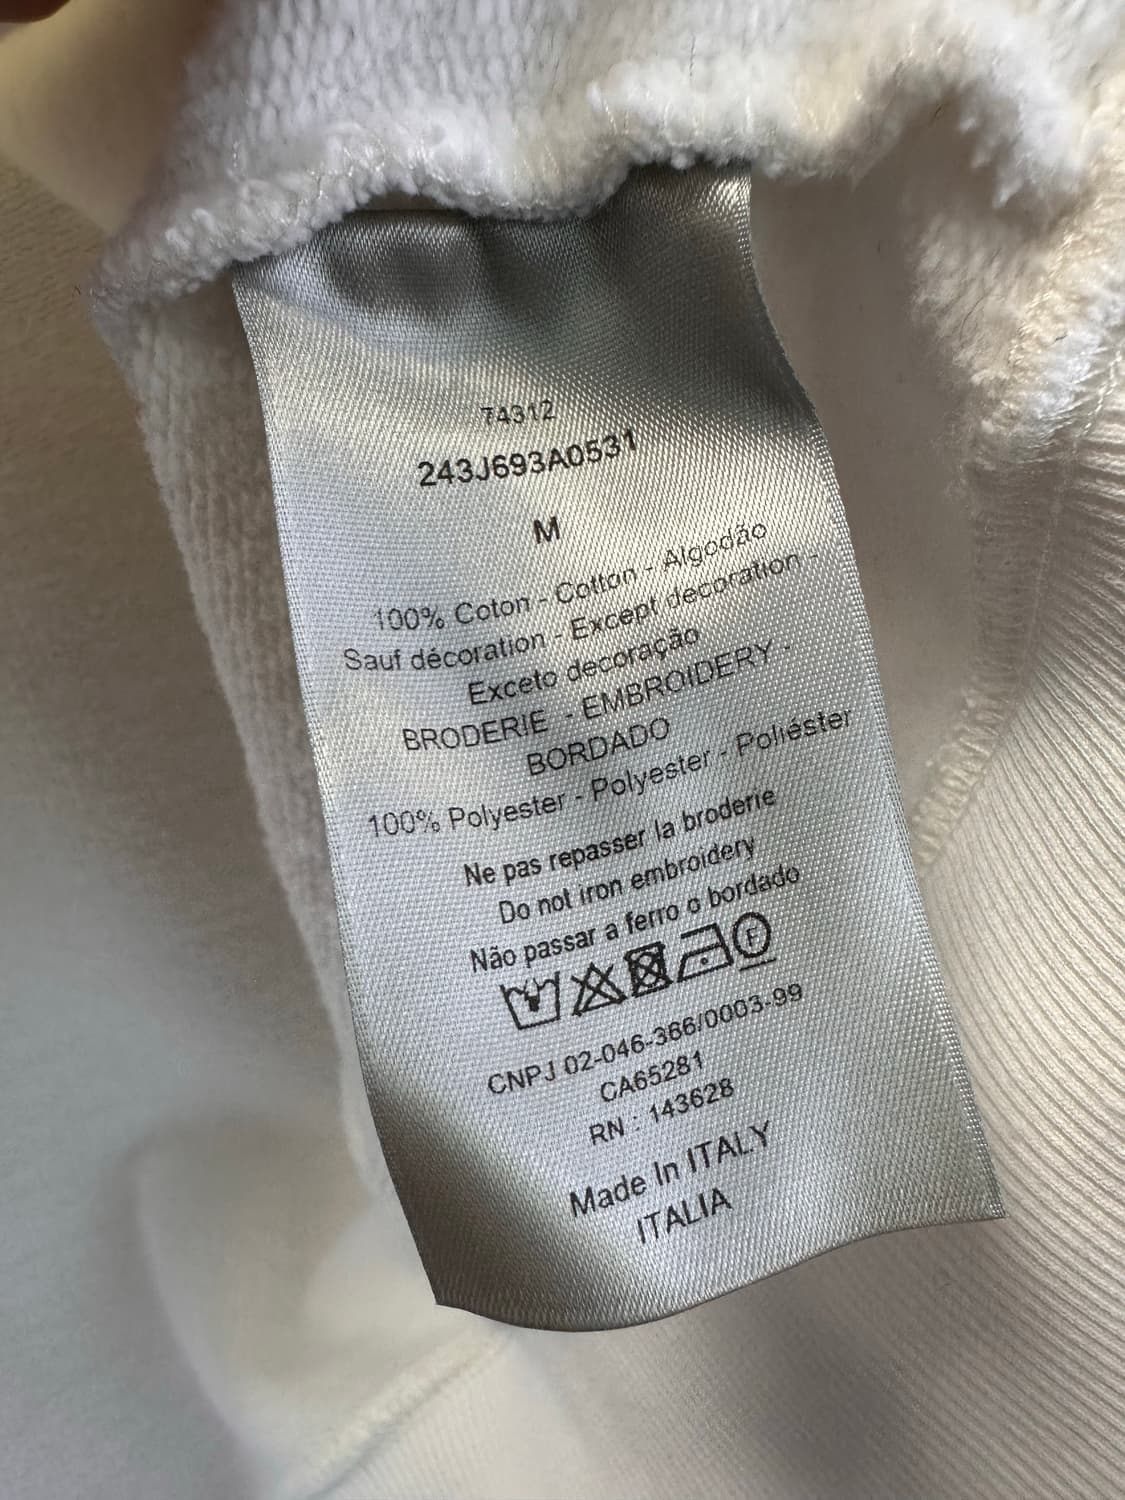 74312
243J693A0531
M
100% Coton - Cotton - Algodão
Sauf décoration - Except decoration -
Exceto decoração
BRODERIE - EMBROIDERY -
BORDADO
100% Polyester - Polyester - Poliéster
Ne pas repasser la broderie
Do not iron embroidery
Não passar a ferro o bordado
F
CNPJ 02-046-366/0003-99
CA65281
RN : 143628
Made In ITALY
ITALIA